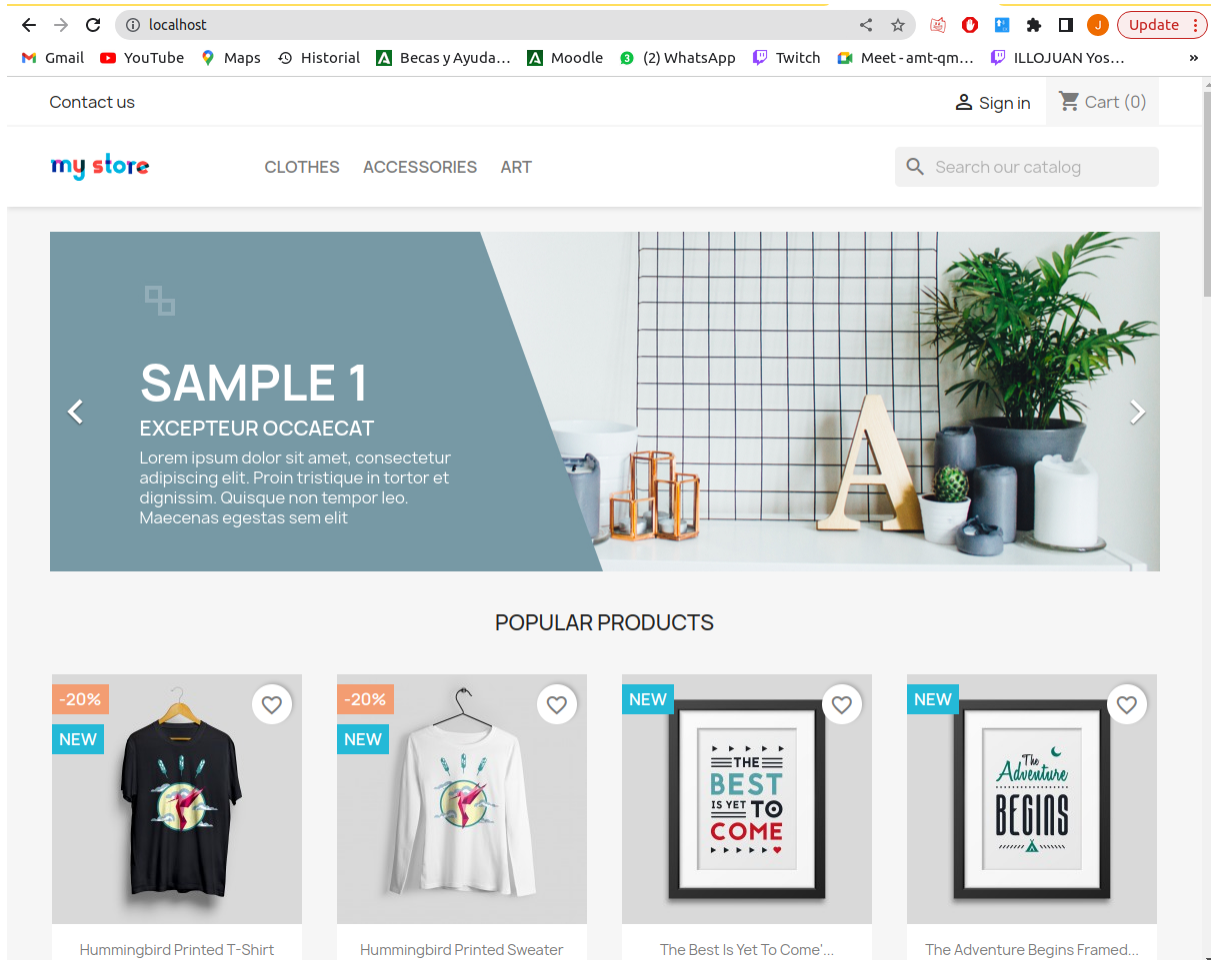 localhost
J
Update
Gmail
YouTube
Maps
Historial
Becas y Ayuda...
Moodle
3
(2) WhatsApp
Twitch
Meet - amt-qm...
ILLOJUAN Yos...
»
Contact us
Sign in
Cart (0)
my store
CLOTHES
ACCESSORIES
ART
Search our catalog
SAMPLE 1
EXCEPTEUR OCCAECAT
Lorem ipsum dolor sit amet, consectetur
adipiscing elit. Proin tristique in tortor et
dignissim. Quisque non tempor leo.
Maecenas egestas sem elit
A
POPULAR PRODUCTS
-20%
NEW
Hummingbird Printed T-Shirt
-20%
NEW
Hummingbird Printed Sweater
NEW
THE
BEST
IS YET TO
COME
The Best Is Yet To Come'...
NEW
The
Adventure
BEGINS
The Adventure Begins Framed...